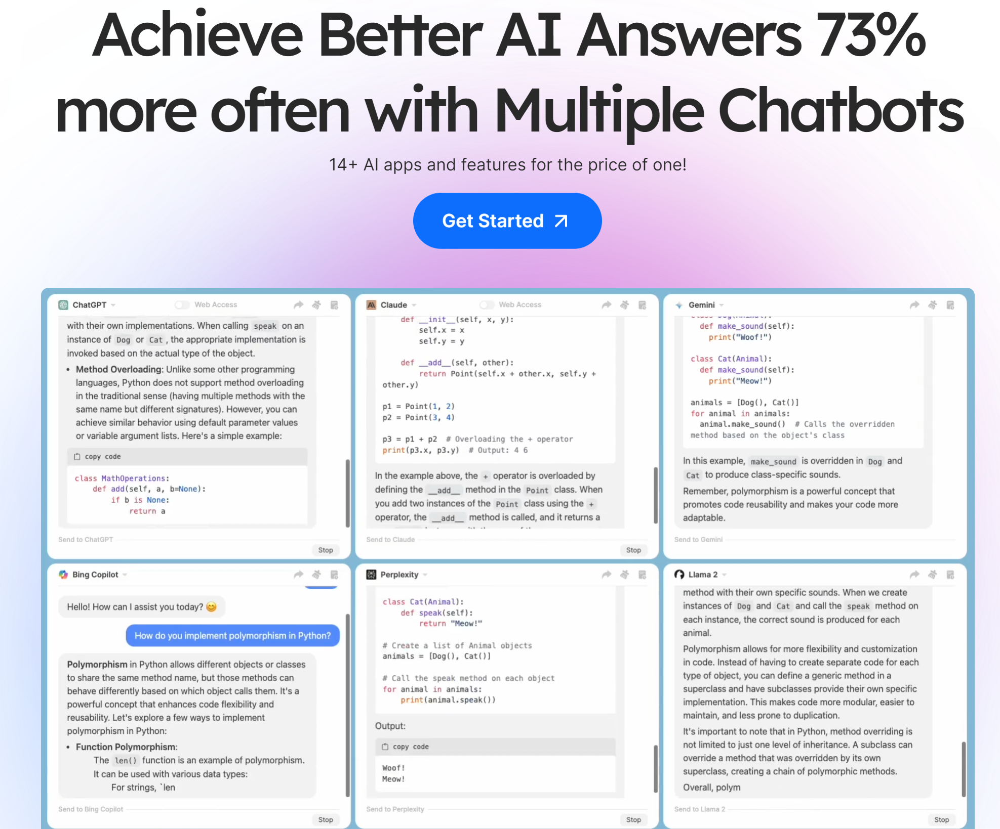 Achieve Better AI Answers 73%
more often with Multiple Chatbots
14+ AI apps and features for the price of one!
Get Started
ChatGPT
Web Access
with their own implementations. When calling speak on an
instance of Dog or Cat , the appropriate implementation is
invoked based on the actual type of the object.
• Method Overloading: Unlike some other programming
languages, Python does not support method overloading
in the traditional sense (having multiple methods with the
same name but different signatures). However, you can
achieve similar behavior using default parameter values
or variable argument lists. Here's a simple example:
copy code
class MathOperations:
    def add(self, a, b=None):
        if b is None:
            return a
Send to ChatGPT
Stop
Claude
Web Access
    def __init__(self, x, y):
        self.x = x
        self.y = y
    def __add__(self, other):
        return Point(self.x + other.x, self.y +
other.y)
p1 = Point(1, 2)
p2 = Point(3, 4)
p3 = p1 + p2  # Overloading the + operator
print(p3.x, p3.y)  # Output: 4 6
In the example above, the + operator is overloaded by
defining the __add__ method in the Point class. When
you add two instances of the Point class using the +
operator, the __add__ method is called, and it returns a
Send to Claude
Stop
Gemini
class Dog(Animal):
  def make_sound(self):
    print("Woof!")
class Cat(Animal):
  def make_sound(self):
    print("Meow!")
animals = [Dog(), Cat()]
for animal in animals:
  animal.make_sound()  # Calls the overridden
method based on the object's class
In this example, make_sound is overridden in Dog and
Cat to produce class-specific sounds.
Remember, polymorphism is a powerful concept that
promotes code reusability and makes your code more
adaptable.
Send to Gemini
Bing Copilot
Hello! How can I assist you today? 😊
How do you implement polymorphism in Python?
Polymorphism in Python allows different objects or classes
to share the same method name, but those methods can
behave differently based on which object calls them. It's a
powerful concept that enhances code flexibility and
reusability. Let's explore a few ways to implement
polymorphism in Python:
• Function Polymorphism:
The len() function is an example of polymorphism.
It can be used with various data types:
For strings, `len
Send to Bing Copilot
Stop
Perplexity
class Cat(Animal):
    def speak(self):
        return "Meow!"
# Create a list of Animal objects
animals = [Dog(), Cat()]
# Call the speak method on each object
for animal in animals:
    print(animal.speak())
Output:
copy code
Woof!
Meow!
Send to Perplexity
Stop
Llama 2
method with their own specific sounds. When we create
instances of Dog and Cat and call the speak method on
each instance, the correct sound is produced for each
animal.
Polymorphism allows for more flexibility and customization
in code. Instead of having to create separate code for each
type of object, you can define a generic method in a
superclass and have subclasses provide their own specific
implementation. This makes code more modular, easier to
maintain, and less prone to duplication.
It's important to note that in Python, method overriding is
not limited to just one level of inheritance. A subclass can
override a method that was overridden by its own
superclass, creating a chain of polymorphic methods.
Overall, polym
Send to Llama 2
Stop